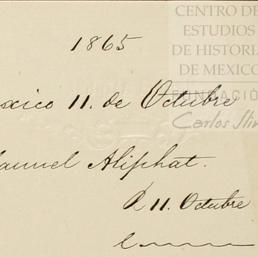 CENTRO DE
ESTUDIOS
DE HISTORIA
DE MEXICO
FUNDACIÓN
Carlos Slim
1865
exico 11. de Octubre
anuel Aliphat.
R 11. Octubre